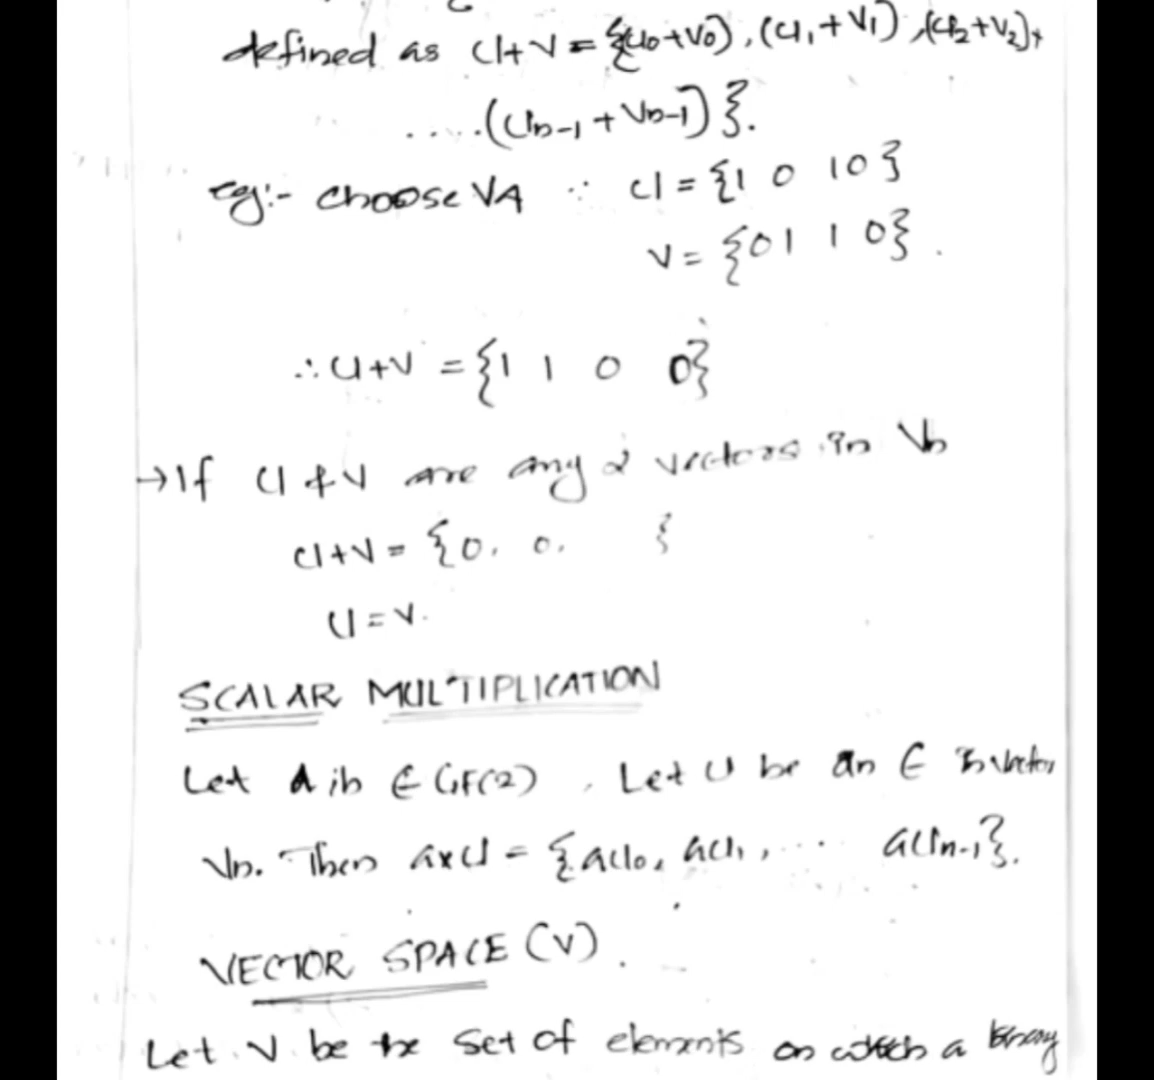 defined as U+V = {(U0+V0), (U1+V1), (U2+V2)+
.....(Un-1 + Vn-1)}.
eg:- choose V4 ∴ U = {1 0 1 0}
V = {0 1 1 0}.
∴ U+V = {1 1 0 0}
→ If U & V are any 2 vectors in Vn
U+V = {0. 0. }
U = V.
SCALAR MULTIPLICATION
Let A in ∈ GF(2). Let U be an ∈ in vector
Vn. Then a×U = {aU0, aU1, ... aUn-1}.
VECTOR SPACE (V).
Let V be the set of elements on which a binary